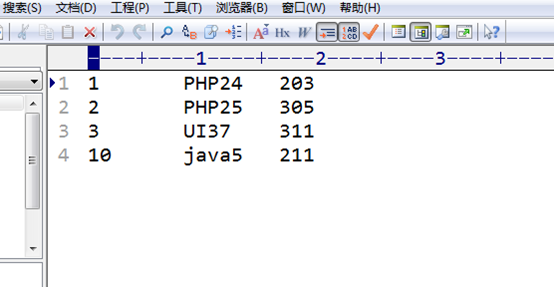 搜索(S) 文档(D) 工程(P) 工具(T) 浏览器(B) 窗口(W) 帮助(H)
----+----1----+----2----+----3----+----
1 1 PHP24 203
2 2 PHP25 305
3 3 UI37 311
4 10 java5 211